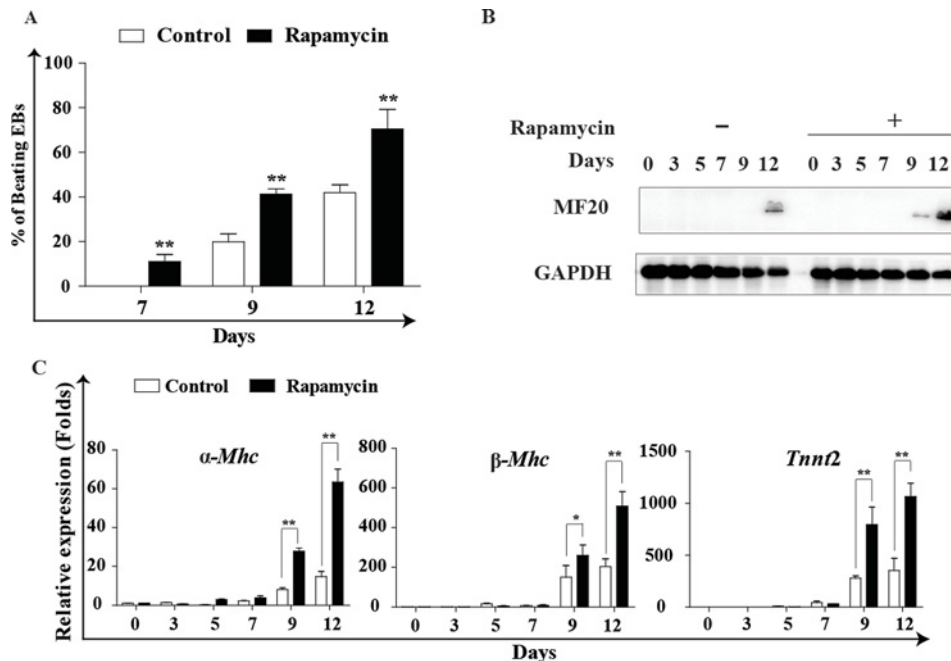 A
Control Rapamycin
% of Beating EBs
100
80
60
40
20
0
** ** **
7 9 12
Days
B
Rapamycin - +
Days 0 3 5 7 9 12 0 3 5 7 9 12
MF20
GAPDH
C
Control Rapamycin
Relative expression (Folds)
α-Mhc
80
60
40
20
0
** **
0 3 5 7 9 12
β-Mhc
800
600
400
200
0
* **
0 3 5 7 9 12
Tnnt2
1500
1000
500
0
** **
0 3 5 7 9 12
Days